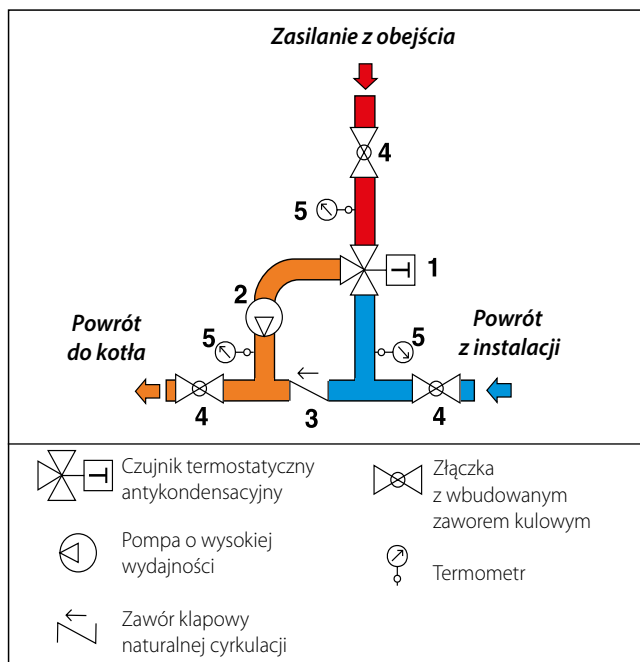 Zasilanie z obejścia
4
5
1
T
2
Powrót
do kotła
5
5
Powrót
z instalacji
4
3
4
T
Czujnik termostatyczny
antykondensacyjny
Złączka
z wbudowanym
zaworem kulowym
Pompa o wysokiej
wydajności
Termometr
Zawór klapowy
naturalnej cyrkulacji